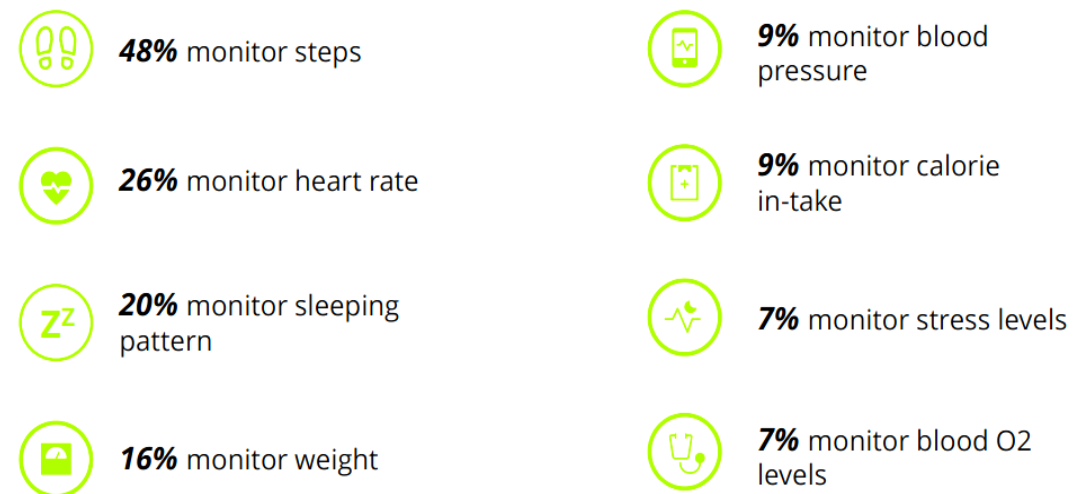 48% monitor steps
26% monitor heart rate
20% monitor sleeping
pattern
16% monitor weight
9% monitor blood
pressure
9% monitor calorie
in-take
7% monitor stress levels
7% monitor blood O2
levels